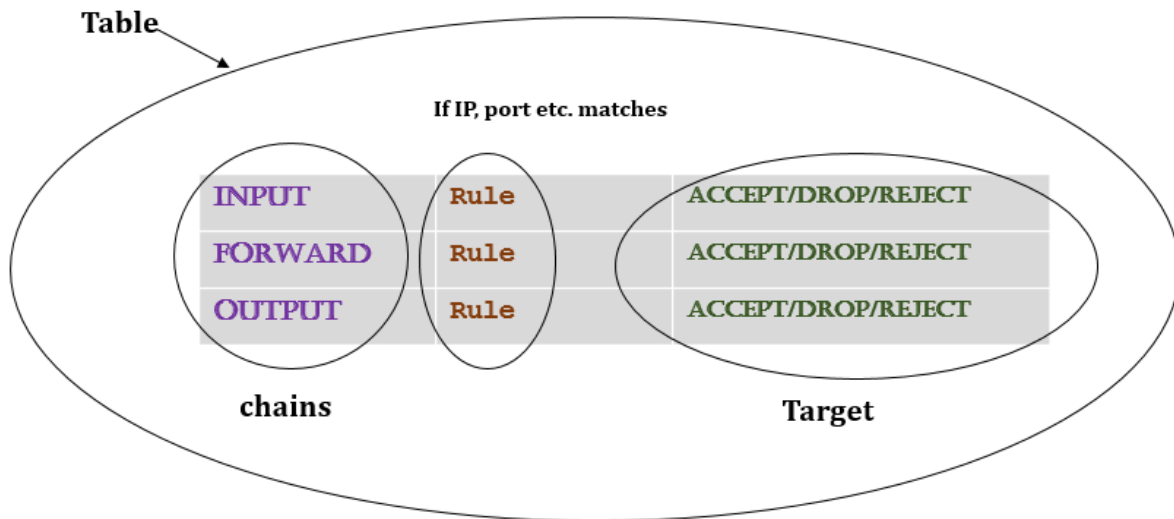 Table
If IP, port etc. matches
INPUT Rule ACCEPT/DROP/REJECT
FORWARD Rule ACCEPT/DROP/REJECT
OUTPUT Rule ACCEPT/DROP/REJECT
chains Target